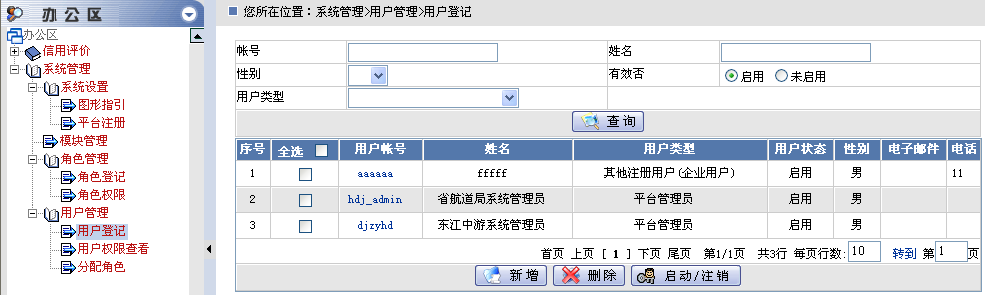 办公区
办公区
信用评价
系统管理
系统设置
图形指引
平台注册
模块管理
角色管理
角色登记
角色权限
用户管理
用户登记
用户权限查看
分配角色
您所在位置：系统管理>用户管理>用户登记
帐号 姓名
性别 有效否 启用 未启用
用户类型
查询
序号 全选 用户帐号 姓名 用户类型 用户状态 性别 电子邮件 电话
1 aaaaaa fffff 其他注册用户(企业用户) 启用 男 11
2 hdj_admin 省航道局系统管理员 平台管理员 启用 男
3 djzyhd 东江中游系统管理员 平台管理员 启用 男
首页 上页 [ 1 ] 下页 尾页 第1/1页 共3行 每页行数: 10 转到 第 1 页
新增 删除 启动/注销